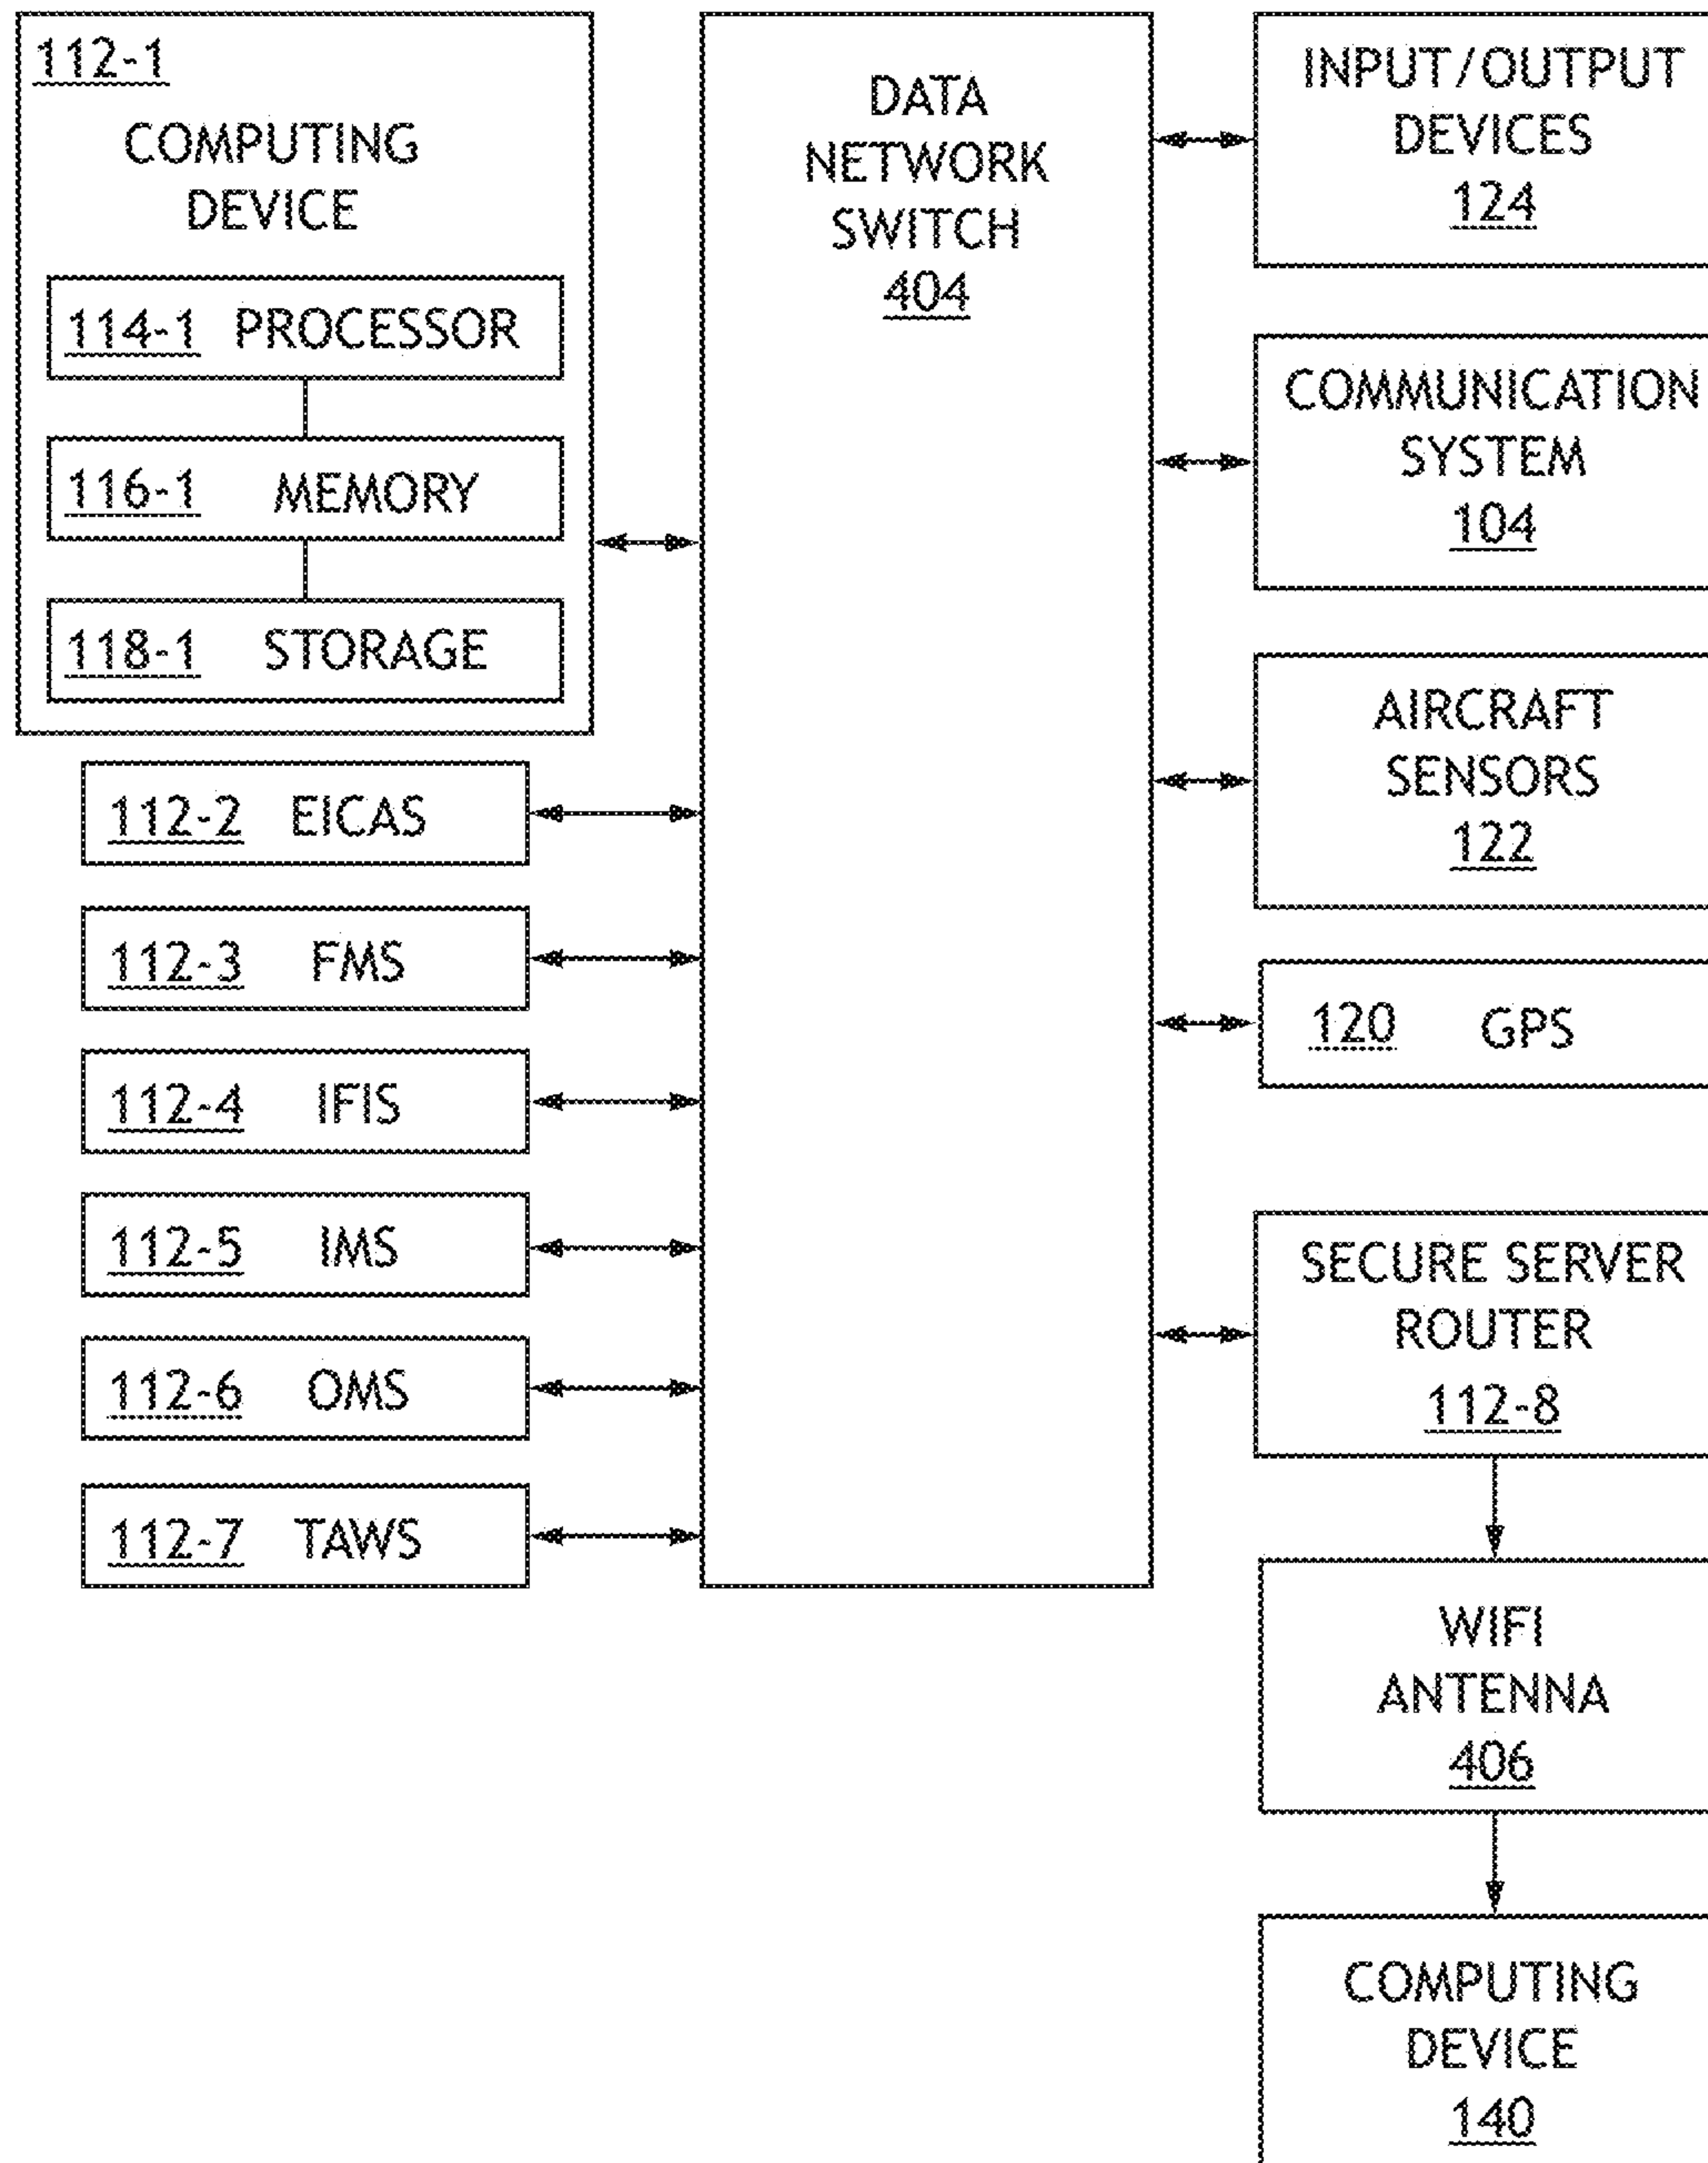 112-1
COMPUTING
DEVICE
114-1 PROCESSOR
116-1 MEMORY
118-1 STORAGE
112-2 EICAS
112-3 FMS
112-4 IFIS
112-5 IMS
112-6 OMS
112-7 TAWS
DATA
NETWORK
SWITCH
404
INPUT/OUTPUT
DEVICES
124
COMMUNICATION
SYSTEM
104
AIRCRAFT
SENSORS
122
120 GPS
SECURE SERVER
ROUTER
112-8
WIFI
ANTENNA
406
COMPUTING
DEVICE
140